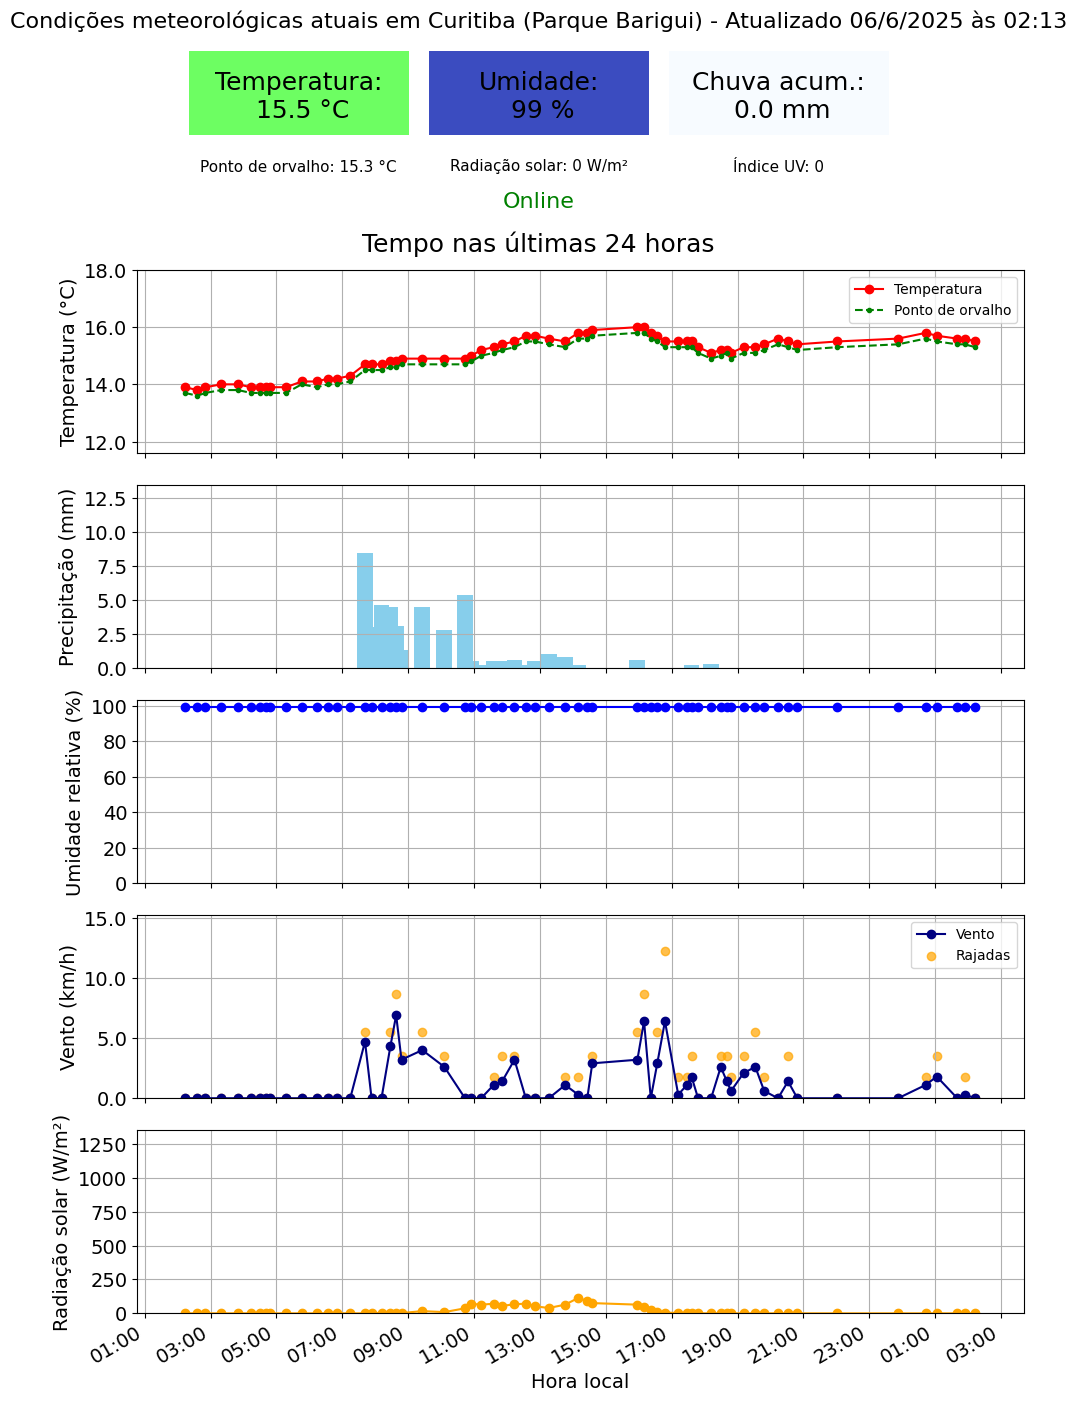 Condições meteorológicas atuais em Curitiba (Parque Barigui) - Atualizado 06/6/2025 às 02:13
Temperatura:
15.5 °C
Umidade:
99 %
Chuva acum.:
0.0 mm
Ponto de orvalho: 15.3 °C
Radiação solar: 0 W/m²
Índice UV: 0
Online
Tempo nas últimas 24 horas
Temperatura (°C)
18.0
16.0
14.0
12.0
Temperatura
Ponto de orvalho
Precipitação (mm)
12.5
10.0
7.5
5.0
2.5
0.0
Umidade relativa (%)
100
80
60
40
20
0
Vento (km/h)
15.0
10.0
5.0
0.0
Vento
Rajadas
Radiação solar (W/m²)
1250
1000
750
500
250
0
01:00
03:00
05:00
07:00
09:00
11:00
13:00
15:00
17:00
19:00
21:00
23:00
01:00
03:00
Hora local